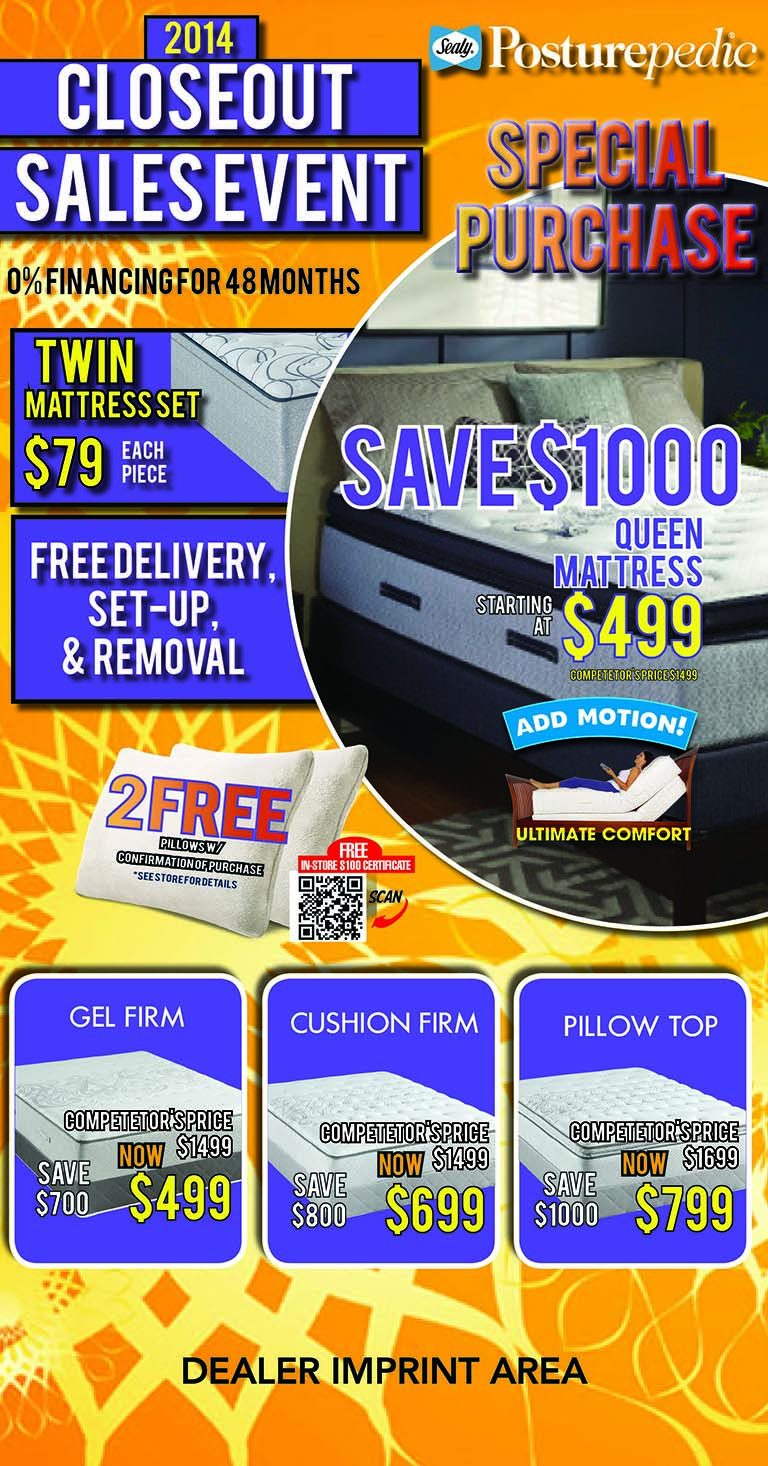 2014
CLOSEOUT
SALES EVENT
0% FINANCING FOR 48 MONTHS
Sealy® Posturepedic®
SPECIAL
PURCHASE
TWIN
MATTRESS SET
$79 EACH
PIECE
FREE DELIVERY,
SET-UP,
& REMOVAL
SAVE $1000
QUEEN
MATTRESS
STARTING
AT $499
COMPETETOR'S PRICE $1499
ADD MOTION!
ULTIMATE COMFORT
2 FREE
PILLOWS W/
CONFIRMATION OF PURCHASE
*SEE STORE FOR DETAILS
FREE
IN-STORE $100 CERTIFICATE
SCAN
GEL FIRM
COMPETETOR'S PRICE
NOW $1499
SAVE
$700 $499
CUSHION FIRM
COMPETETOR'S PRICE
NOW $1499
SAVE
$800 $699
PILLOW TOP
COMPETETOR'S PRICE
NOW $1699
SAVE
$1000 $799
DEALER IMPRINT AREA